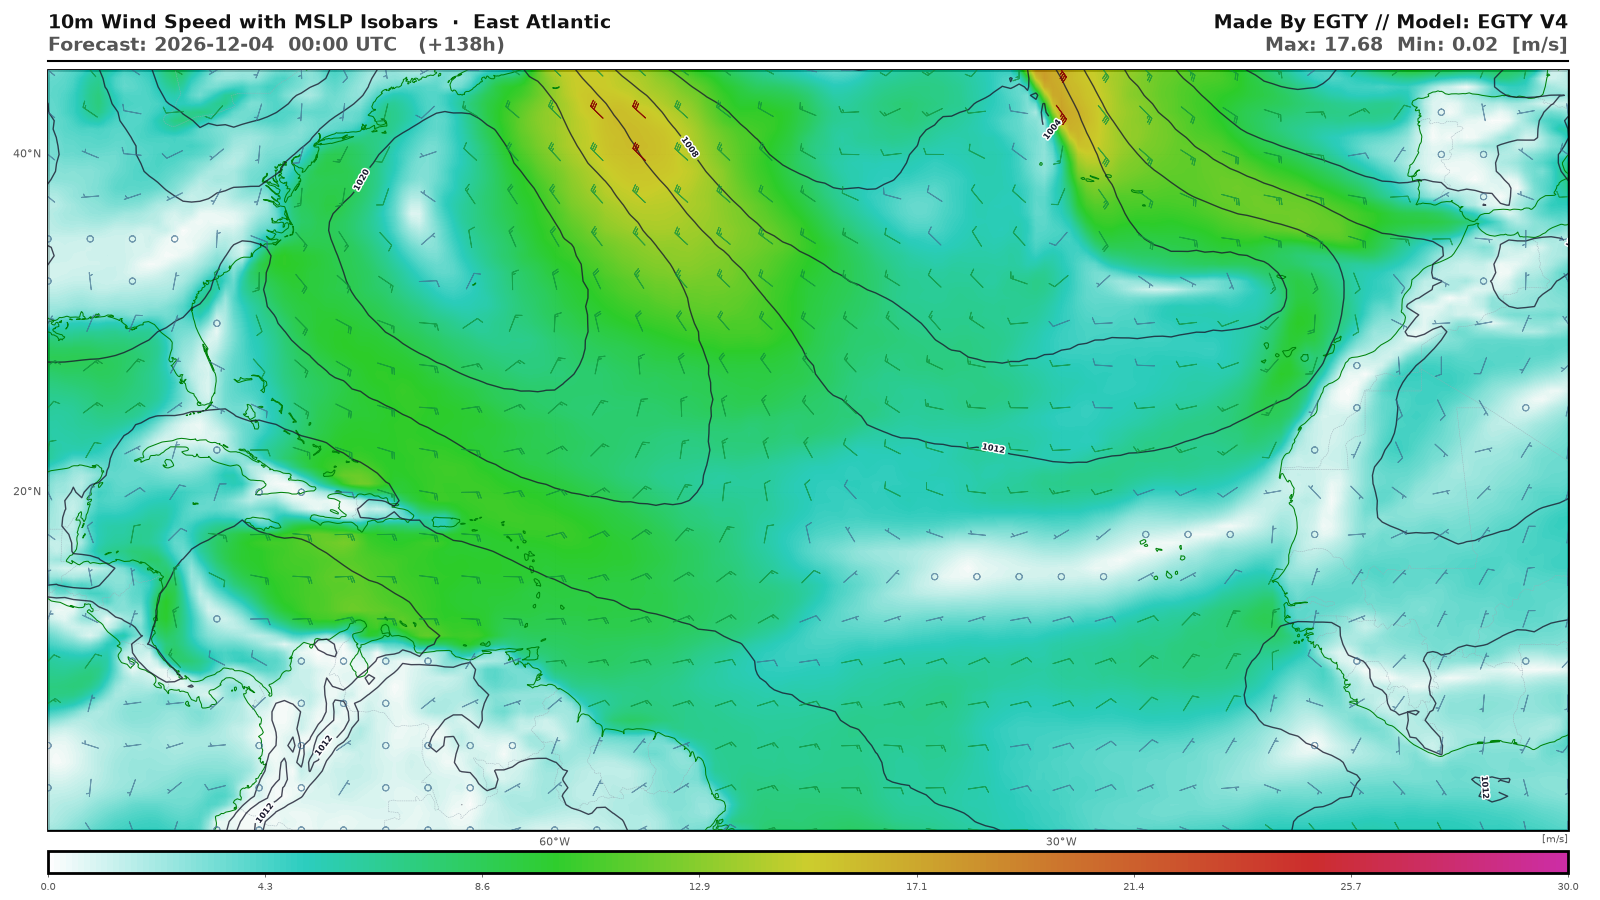 10m Wind Speed with MSLP Isobars · East Atlantic
Made By EGTY // Model: EGTY V4
Forecast: 2026-12-04 00:00 UTC (+138h)
Max: 17.68 Min: 0.02 [m/s]
1004
1008
40°N
1020
1012
20°N
1012
1012
1012
60°W
30°W
[m/s]
0.0
4.3
8.6
12.9
17.1
21.4
25.7
30.0